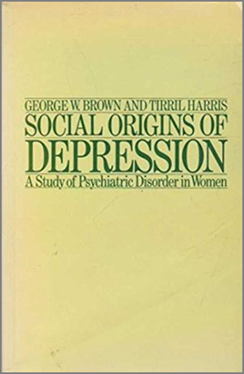 GEORGE W. BROWN AND TIRRIL HARRIS
SOCIAL ORIGINS OF
DEPRESSION
A Study of Psychiatric Disorder in Women